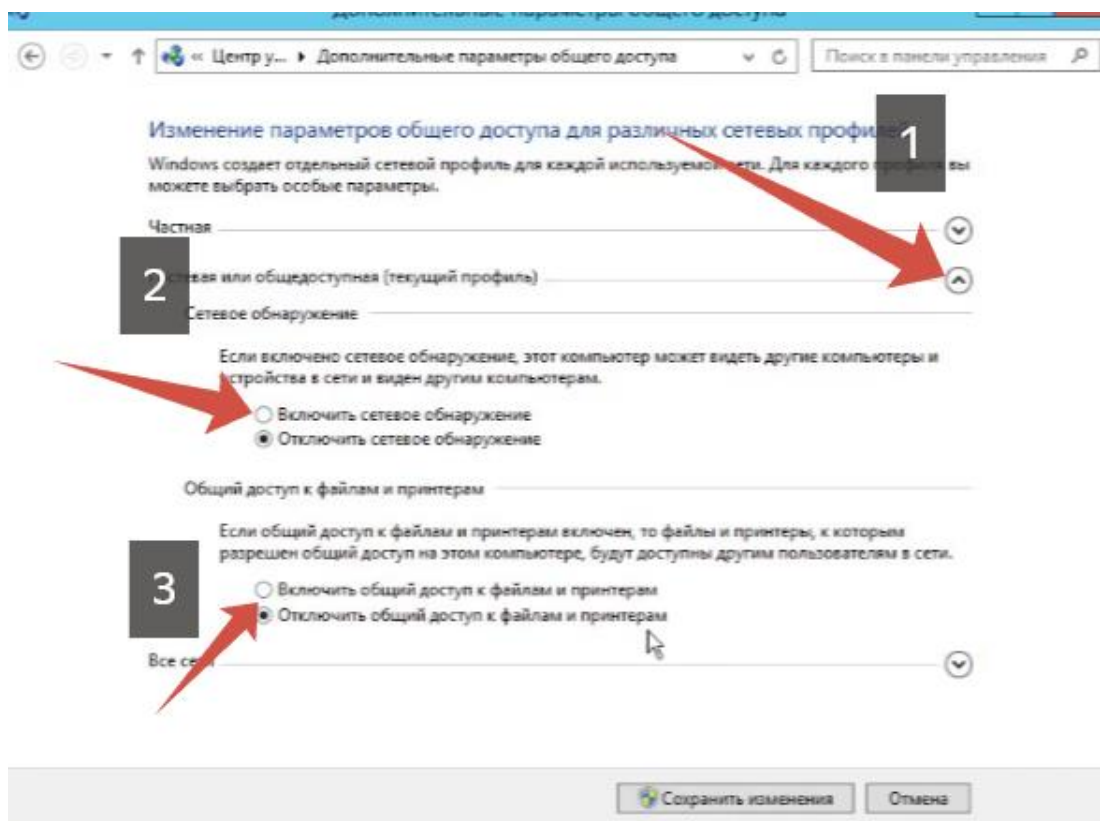 Дополнительные параметры общего доступа
« Центр у... ▸ Дополнительные параметры общего доступа
Поиск в панели управления
Изменение параметров общего доступа для различных сетевых профилей
1
Windows создает отдельный сетевой профиль для каждой используемой сети. Для каждого профиля вы
можете выбрать особые параметры.
Частная
2
или общедоступная (текущий профиль)
Сетевое обнаружение
Если включено сетевое обнаружение, этот компьютер может видеть другие компьютеры и
устройства в сети и виден другим компьютерам.
Включить сетевое обнаружение
Отключить сетевое обнаружение
Общий доступ к файлам и принтерам
Если общий доступ к файлам и принтерам включен, то файлы и принтеры, к которым
разрешен общий доступ на этом компьютере, будут доступны другим пользователям в сети.
3
Включить общий доступ к файлам и принтерам
Отключить общий доступ к файлам и принтерам
Все сети
Сохранить изменения
Отмена